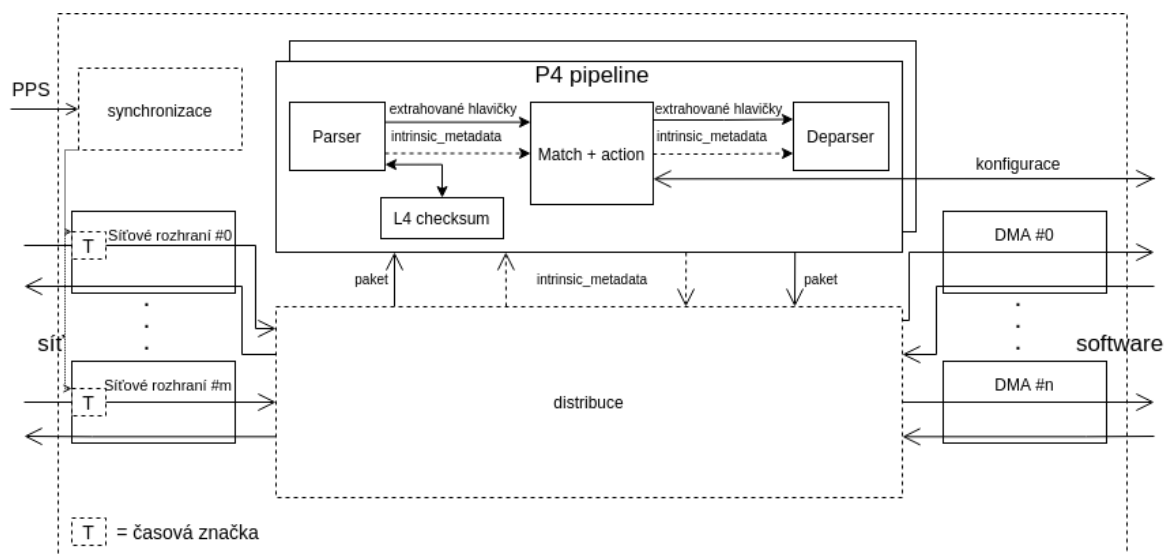 P4 pipeline
PPS
synchronizace
extrahované hlavičky
extrahované hlavičky
Parser
intrinsic_metadata
Match + action
intrinsic_metadata
Deparser
konfigurace
L4 checksum
T
Síťové rozhraní #0
DMA #0
paket
intrinsic_metadata
paket
síť
software
T
Síťové rozhraní #m
DMA #n
distribuce
T
= časová značka